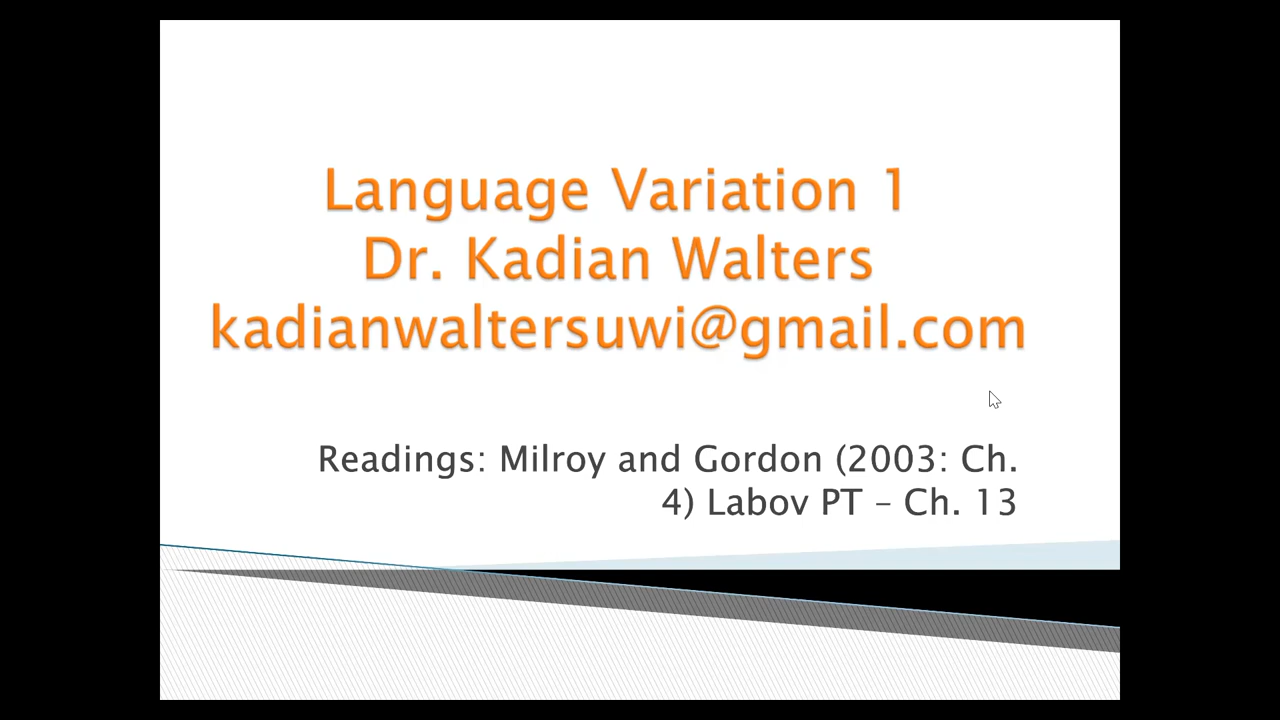 Language Variation 1
Dr. Kadian Walters
kadianwaltersuwi@gmail.com
Readings: Milroy and Gordon (2003: Ch.
4) Labov PT – Ch. 13